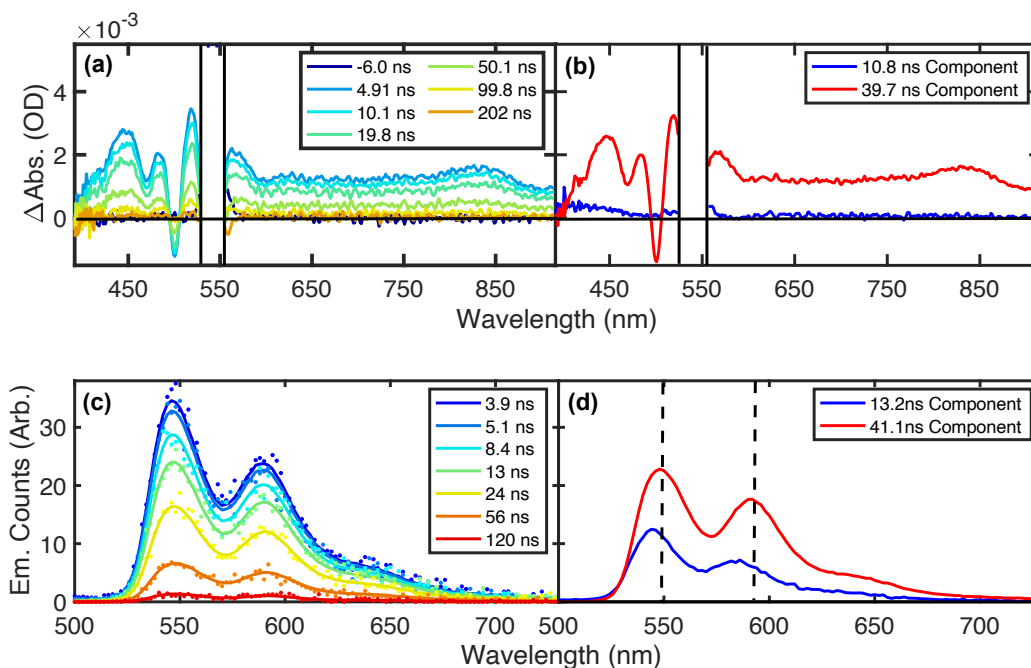 ×10⁻³
(a)
-6.0 ns
4.91 ns
10.1 ns
19.8 ns
50.1 ns
99.8 ns
202 ns
(b)
10.8 ns Component
39.7 ns Component
ΔAbs. (OD)
4
2
0
450 550 650 750 850
450 550 650 750 850
Wavelength (nm)
(c)
3.9 ns
5.1 ns
8.4 ns
13 ns
24 ns
56 ns
120 ns
(d)
13.2ns Component
41.1ns Component
Em. Counts (Arb.)
30
20
10
0
500 550 600 650 700
500 550 600 650 700
Wavelength (nm)